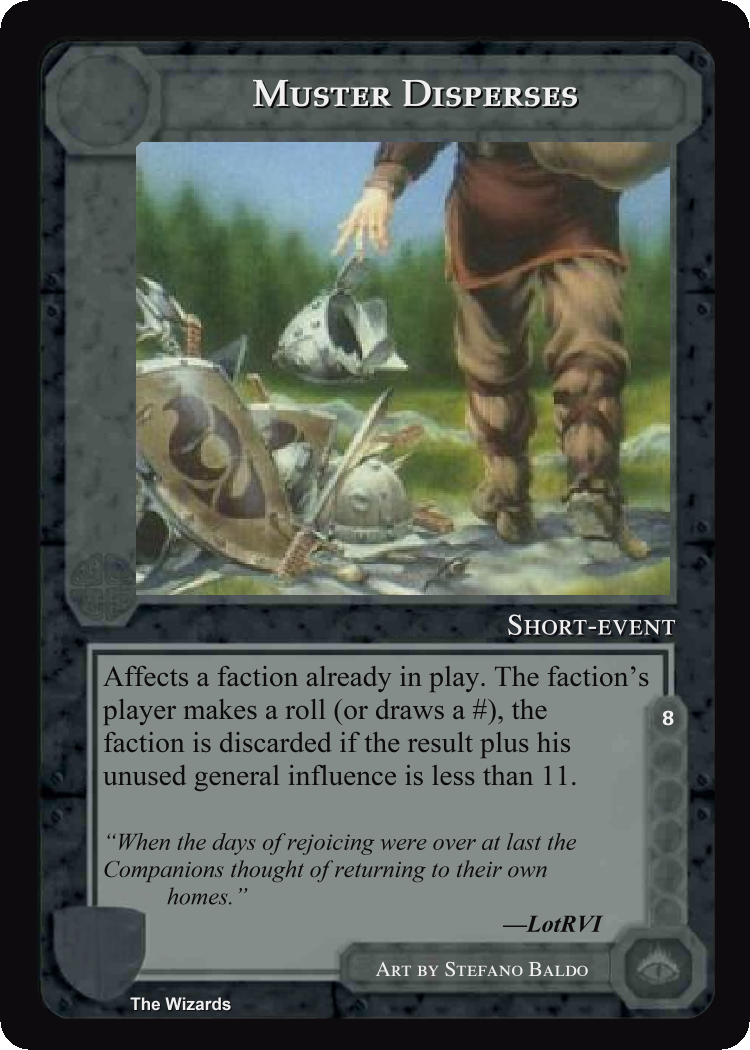 Muster Disperses
Short-event
Affects a faction already in play. The faction’s
player makes a roll (or draws a #), the
faction is discarded if the result plus his
unused general influence is less than 11.
8
“When the days of rejoicing were over at last the
Companions thought of returning to their own
homes.”
—LotRVI
Art by Stefano Baldo
The Wizards